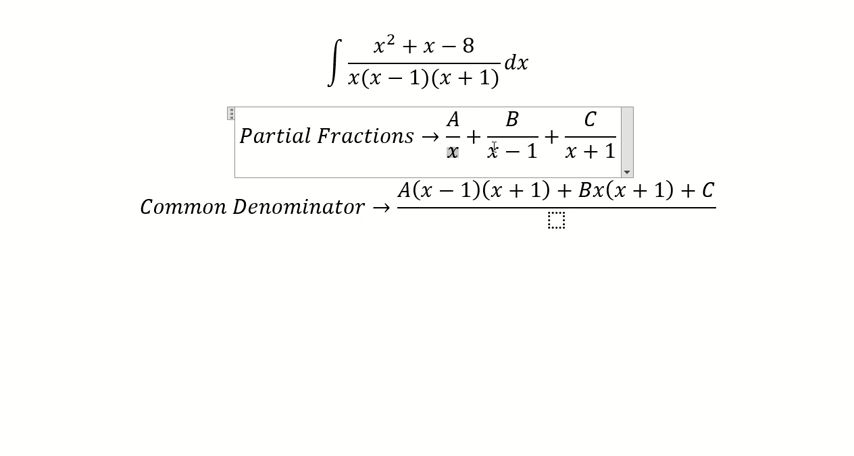 ∫ x² + x − 8 / x(x − 1)(x + 1) dx
Partial Fractions → A/x + B/x − 1 + C/x + 1
Common Denominator → A(x − 1)(x + 1) + Bx(x + 1) + C